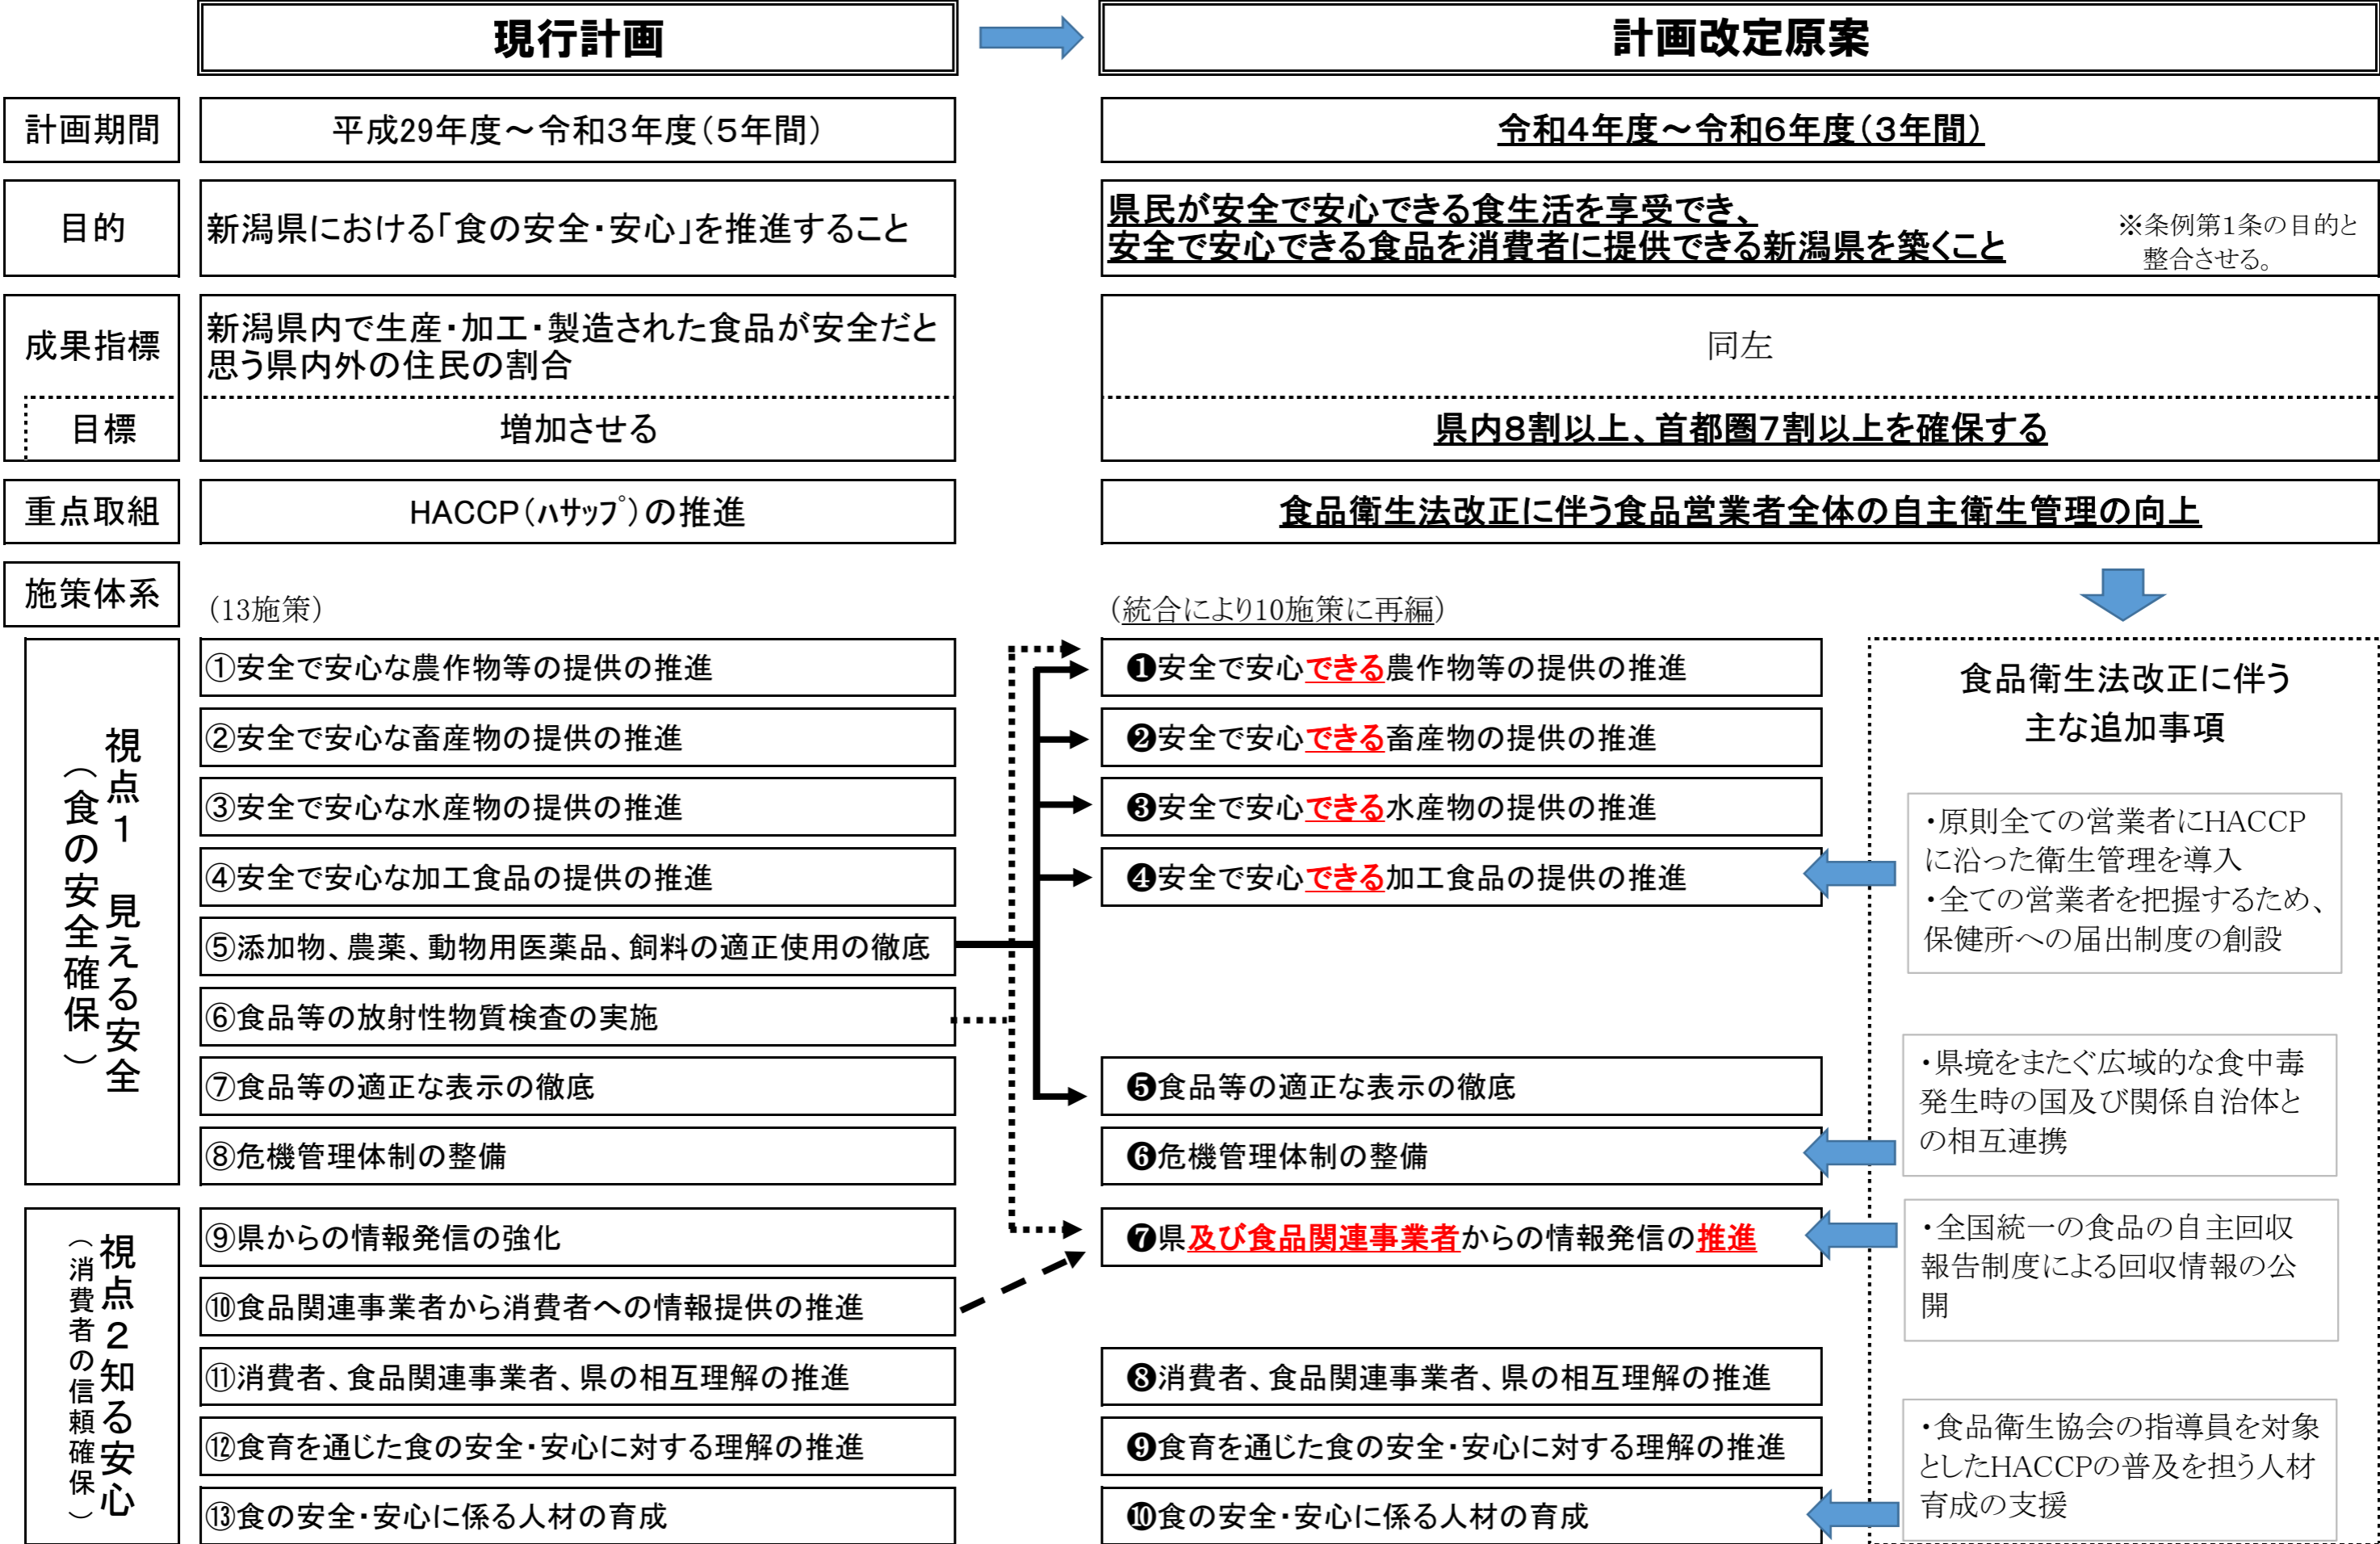 現行計画
計画改定原案
計画期間
平成29年度～令和３年度（５年間）
令和４年度～令和６年度（３年間）
目的
新潟県における「食の安全・安心」を推進すること
県民が安全で安心できる食生活を享受でき、
安全で安心できる食品を消費者に提供できる新潟県を築くこと
※条例第1条の目的と
整合させる。
成果指標
新潟県内で生産・加工・製造された食品が安全だと
思う県内外の住民の割合
同左
目標
増加させる
県内８割以上、首都圏７割以上を確保する
重点取組
HACCP（ﾊｻｯﾌﾟ）の推進
食品衛生法改正に伴う食品営業者全体の自主衛生管理の向上
施策体系
（13施策）
（統合により10施策に再編）
視点１　見える安全
（食の安全確保）
①安全で安心な農作物等の提供の推進
②安全で安心な畜産物の提供の推進
③安全で安心な水産物の提供の推進
④安全で安心な加工食品の提供の推進
⑤添加物、農薬、動物用医薬品、飼料の適正使用の徹底
⑥食品等の放射性物質検査の実施
⑦食品等の適正な表示の徹底
⑧危機管理体制の整備
視点２知る安心
（消費者の信頼確保）
⑨県からの情報発信の強化
⑩食品関連事業者から消費者への情報提供の推進
⑪消費者、食品関連事業者、県の相互理解の推進
⑫食育を通じた食の安全・安心に対する理解の推進
⑬食の安全・安心に係る人材の育成
❶安全で安心できる農作物等の提供の推進
❷安全で安心できる畜産物の提供の推進
❸安全で安心できる水産物の提供の推進
❹安全で安心できる加工食品の提供の推進
❺食品等の適正な表示の徹底
❻危機管理体制の整備
❼県及び食品関連事業者からの情報発信の推進
❽消費者、食品関連事業者、県の相互理解の推進
❾食育を通じた食の安全・安心に対する理解の推進
❿食の安全・安心に係る人材の育成
食品衛生法改正に伴う
主な追加事項
・原則全ての営業者にHACCP
に沿った衛生管理を導入
・全ての営業者を把握するため、
保健所への届出制度の創設
・県境をまたぐ広域的な食中毒
発生時の国及び関係自治体と
の相互連携
・全国統一の食品の自主回収
報告制度による回収情報の公
開
・食品衛生協会の指導員を対象
としたHACCPの普及を担う人材
育成の支援